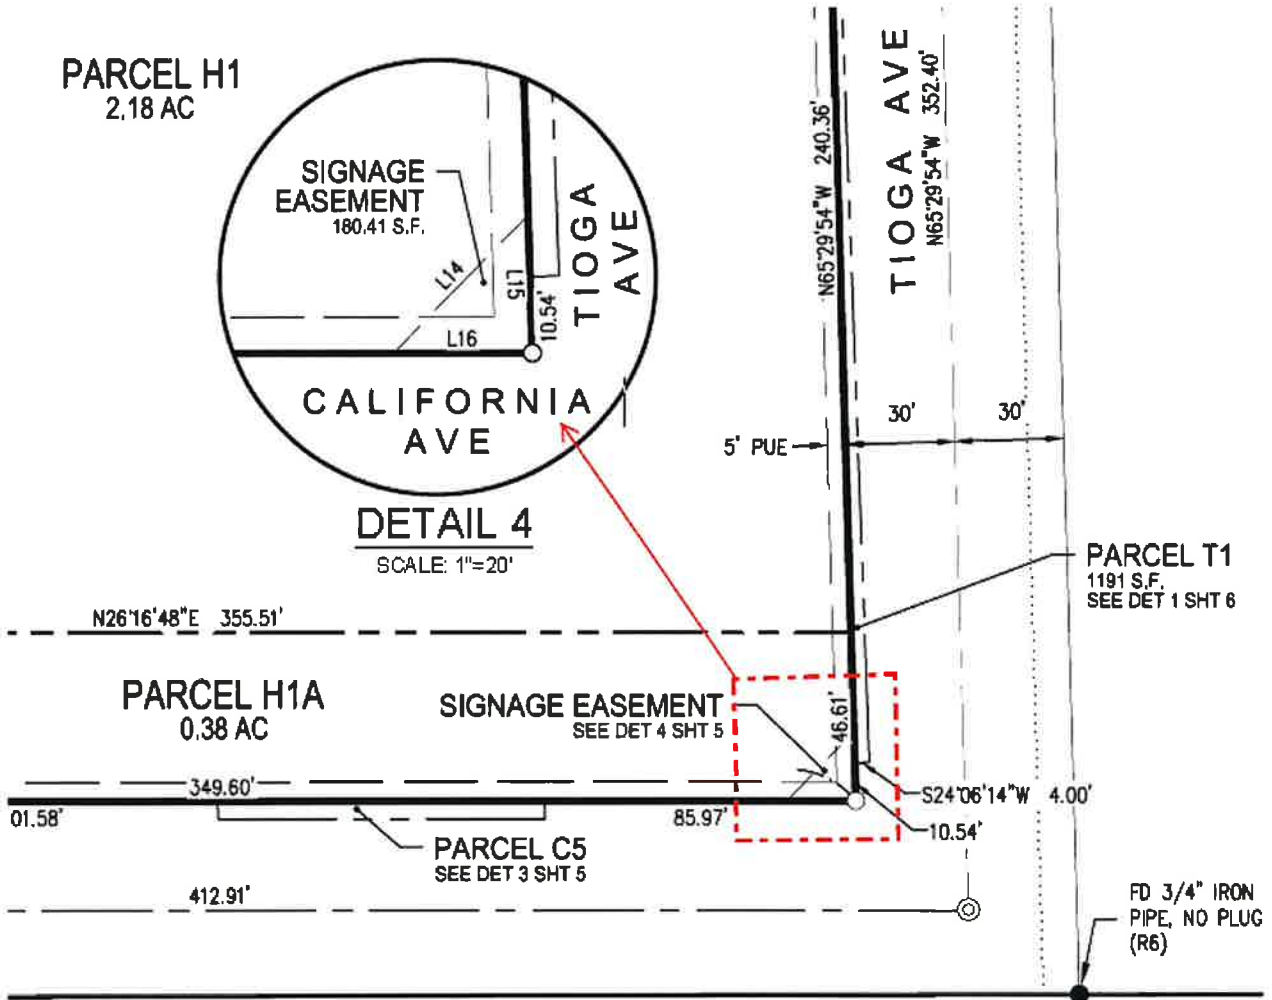 PARCEL H1
2.18 AC
SIGNAGE
EASEMENT
180.41 S.F.
L14
L15
L16
10.54'
TIOGA
AVE
CALIFORNIA
AVE
DETAIL 4
SCALE: 1"=20'
N65°29'54"W 240.36'
TIOGA AVE
N65°29'54"W 352.40'
30'
30'
5' PUE
PARCEL T1
1191 S.F.
SEE DET 1 SHT 6
N26°16'48"E 355.51'
PARCEL H1A
0.38 AC
SIGNAGE EASEMENT
SEE DET 4 SHT 5
46.61'
349.60'
01.58'
85.97'
S24°06'14"W 4.00'
10.54'
PARCEL C5
SEE DET 3 SHT 5
412.91'
FD 3/4" IRON
PIPE, NO PLUG
(R6)